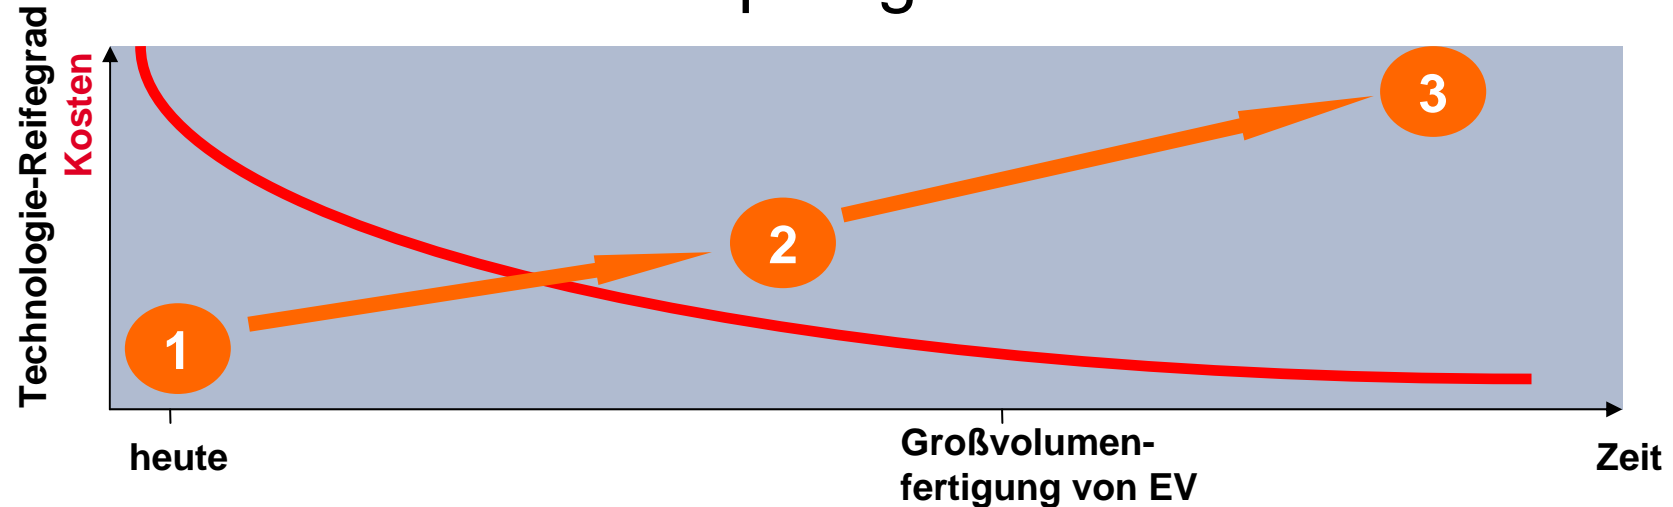 Technologie-Reifegrad
Kosten
3
2
1
heute
Großvolumen-
fertigung von EV
Zeit